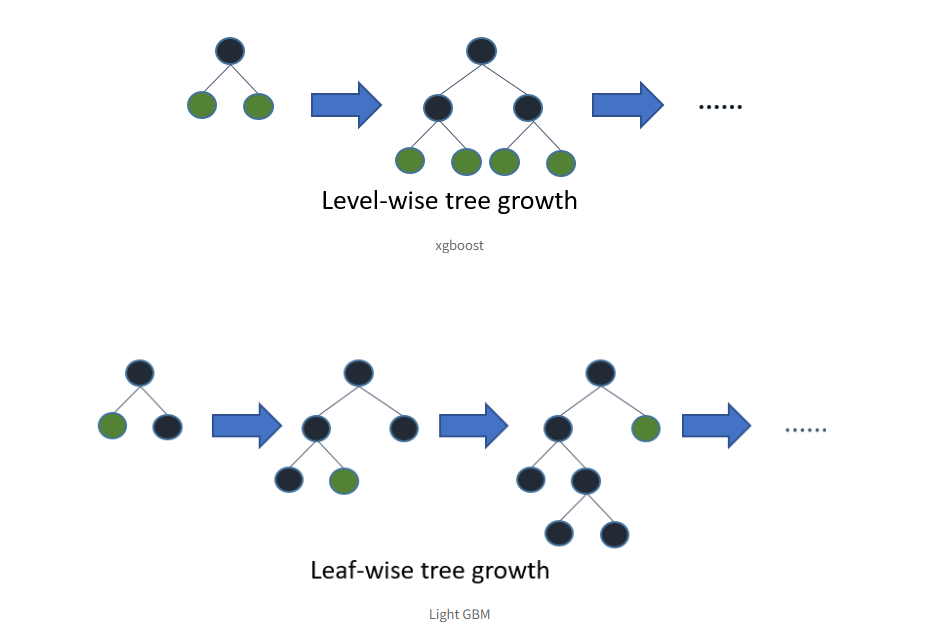 ......
Level-wise tree growth
xgboost
......
Leaf-wise tree growth
Light GBM